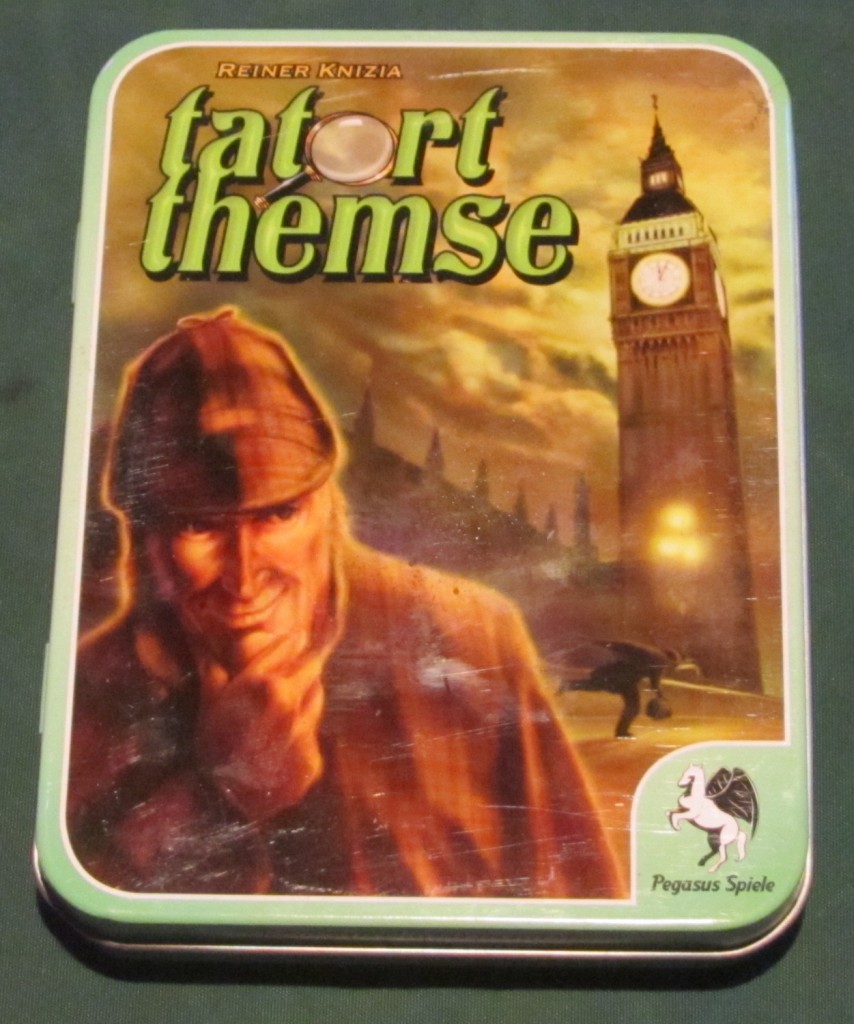 REINER KNIZIA
tatort
themse
Pegasus Spiele